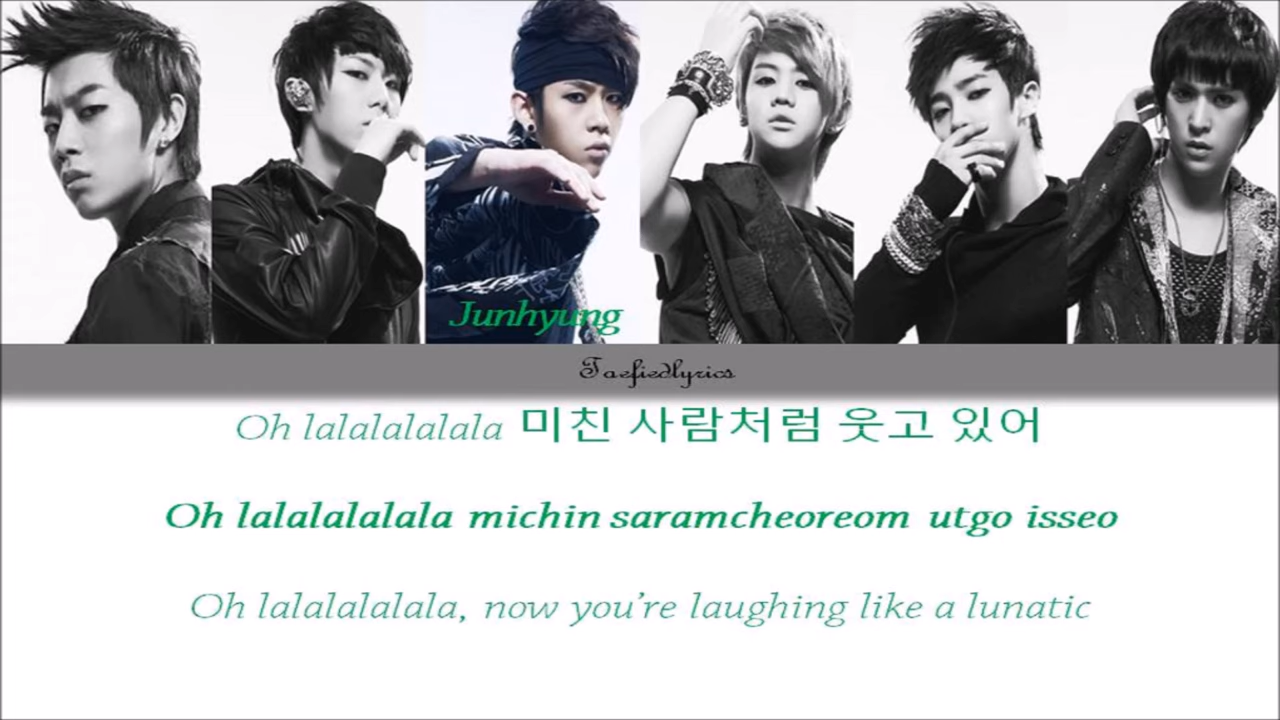 Junhyung
Taefiedlyrics
Oh lalalalalala 미친 사람처럼 웃고 있어
Oh lalalalalala michin saramcheoreom utgo isseo
Oh lalalalalala, now you're laughing like a lunatic